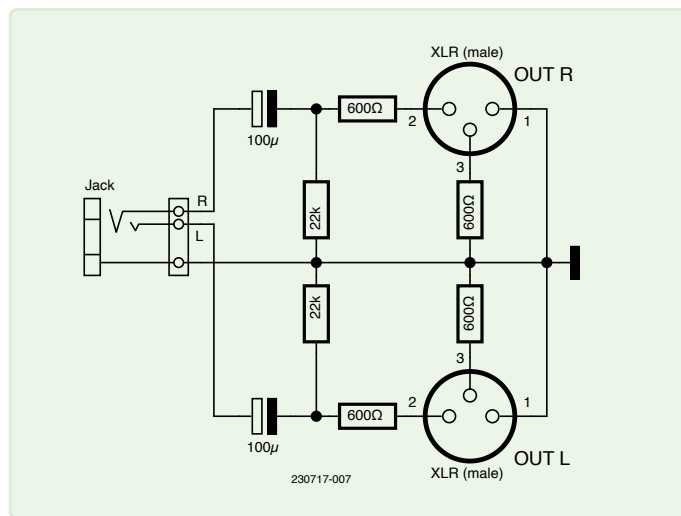 XLR (male)
OUT R
600Ω
2
1
100µ
3
Jack
R
22k
600Ω
L
22k
600Ω
3
2
600Ω
1
100µ
OUT L
XLR (male)
230717-007